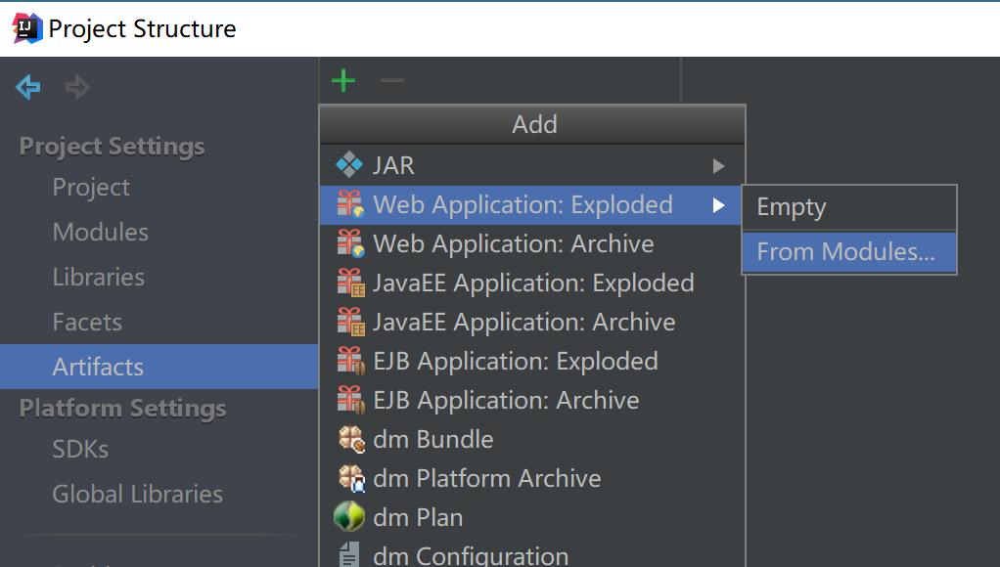 IJ Project Structure
Project Settings
Project
Modules
Libraries
Facets
Artifacts
Platform Settings
SDKs
Global Libraries
Add
JAR
Web Application: Exploded
Web Application: Archive
JavaEE Application: Exploded
JavaEE Application: Archive
EJB Application: Exploded
EJB Application: Archive
dm Bundle
dm Platform Archive
dm Plan
dm Configuration
Empty
From Modules...